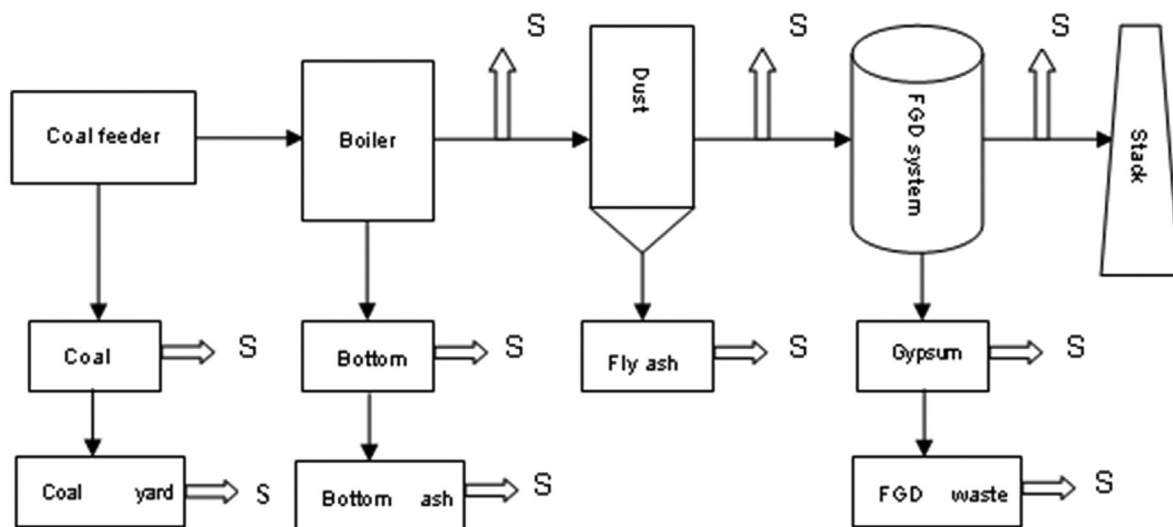 S
S
S
Coal feeder
Boiler
Dust
FGD system
Stack
Coal
S
Bottom
S
Fly ash
S
Gypsum
S
Coal yard
S
Bottom ash
S
FGD waste
S